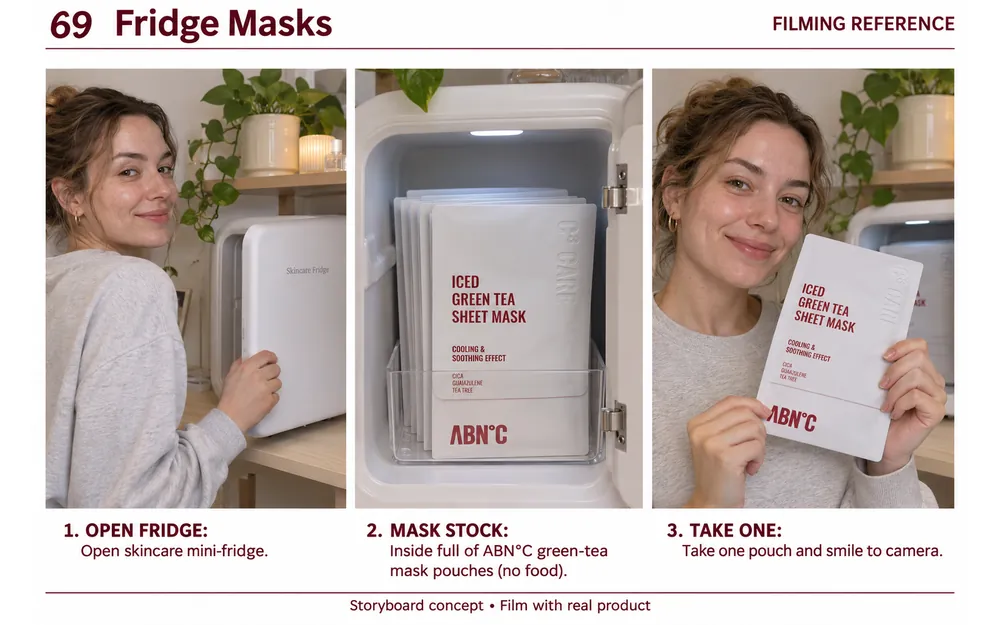 69 Fridge Masks
FILMING REFERENCE
Skincare Fridge
C° CARE
ICED
GREEN TEA
SHEET MASK
COOLING &
SOOTHING EFFECT
CICA
GUAIAZULENE
TEA TREE
ABN°C
ICED
GREEN TEA
SHEET MASK
COOLING &
SOOTHING EFFECT
CICA
GUAIAZULENE
TEA TREE
ABN°C
1. OPEN FRIDGE:
Open skincare mini-fridge.
2. MASK STOCK:
Inside full of ABN°C green-tea
mask pouches (no food).
3. TAKE ONE:
Take one pouch and smile to camera.
Storyboard concept • Film with real product